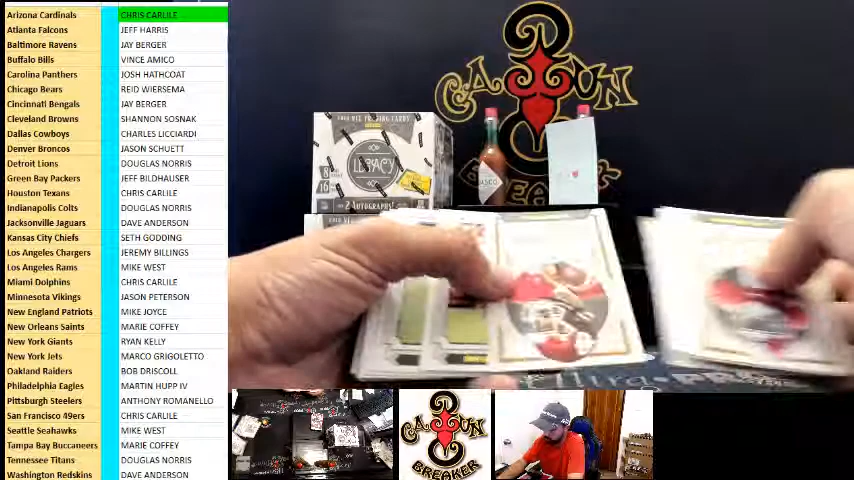 Arizona Cardinals CHRIS CARLILE
Atlanta Falcons JEFF HARRIS
Baltimore Ravens JAY BERGER
Buffalo Bills VINCE AMICO
Carolina Panthers JOSH HATHCOAT
Chicago Bears REID WIERSEMA
Cincinnati Bengals JAY BERGER
Cleveland Browns SHANNON SOSNAK
Dallas Cowboys CHARLES LICCIARDI
Denver Broncos JASON SCHUETT
Detroit Lions DOUGLAS NORRIS
Green Bay Packers JEFF BILDHAUSER
Houston Texans CHRIS CARLILE
Indianapolis Colts DOUGLAS NORRIS
Jacksonville Jaguars DAVE ANDERSON
Kansas City Chiefs SETH GODDING
Los Angeles Chargers JEREMY BILLINGS
Los Angeles Rams MIKE WEST
Miami Dolphins CHRIS CARLILE
Minnesota Vikings JASON PETERSON
New England Patriots MIKE JOYCE
New Orleans Saints MARIE COFFEY
New York Giants RYAN KELLY
New York Jets MARCO GRIGOLETTO
Oakland Raiders BOB DRISCOLL
Philadelphia Eagles MARTIN HUPP IV
Pittsburgh Steelers ANTHONY ROMANELLO
San Francisco 49ers CHRIS CARLILE
Seattle Seahawks MIKE WEST
Tampa Bay Buccaneers MARIE COFFEY
Tennessee Titans DOUGLAS NORRIS
Washington Redskins DAVE ANDERSON
CAJUN
BREAKER
LEGACY
8
16
2 AUTOGRAPHS!
Ultra PRO
CAJUN
BREAKER